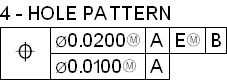 4 - HOLE PATTERN
⌖ ⌀0.0200Ⓜ A EⓂ B
⌀0.0100Ⓜ A